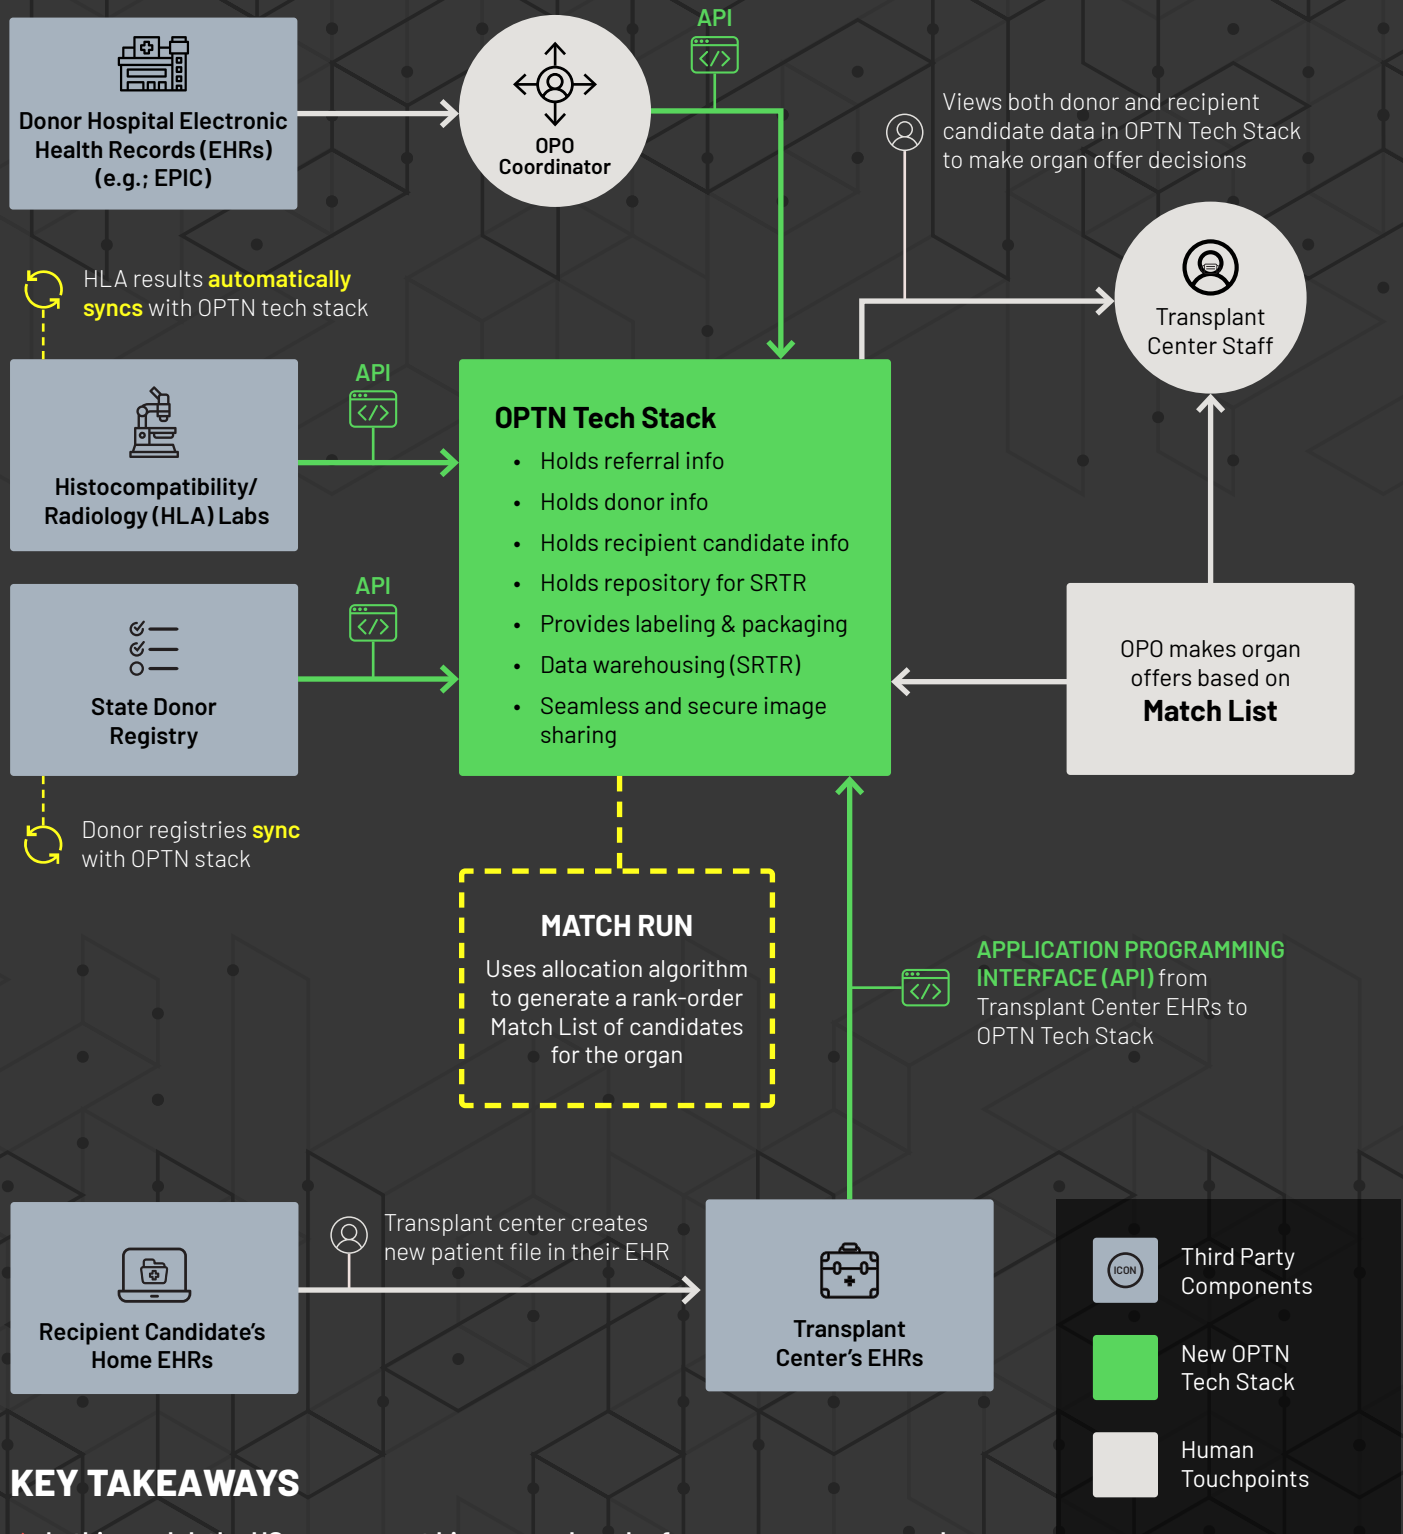 API
Donor Hospital Electronic
Health Records (EHRs)
(e.g.; EPIC)
OPO
Coordinator
Views both donor and recipient
candidate data in OPTN Tech Stack
to make organ offer decisions
HLA results automatically
syncs with OPTN tech stack
Transplant
Center Staff
API
Histocompatibility/
Radiology (HLA) Labs
OPTN Tech Stack
• Holds referral info
• Holds donor info
• Holds recipient candidate info
• Holds repository for SRTR
• Provides labeling & packaging
• Data warehousing (SRTR)
• Seamless and secure image
sharing
API
State Donor
Registry
OPO makes organ
offers based on
Match List
Donor registries sync
with OPTN stack
MATCH RUN
Uses allocation algorithm
to generate a rank-order
Match List of candidates
for the organ
APPLICATION PROGRAMMING
INTERFACE (API) from
Transplant Center EHRs to
OPTN Tech Stack
Transplant center creates
new patient file in their EHR
Recipient Candidate's
Home EHRs
Transplant
Center's EHRs
ICON
Third Party
Components
New OPTN
Tech Stack
Human
Touchpoints
KEY TAKEAWAYS